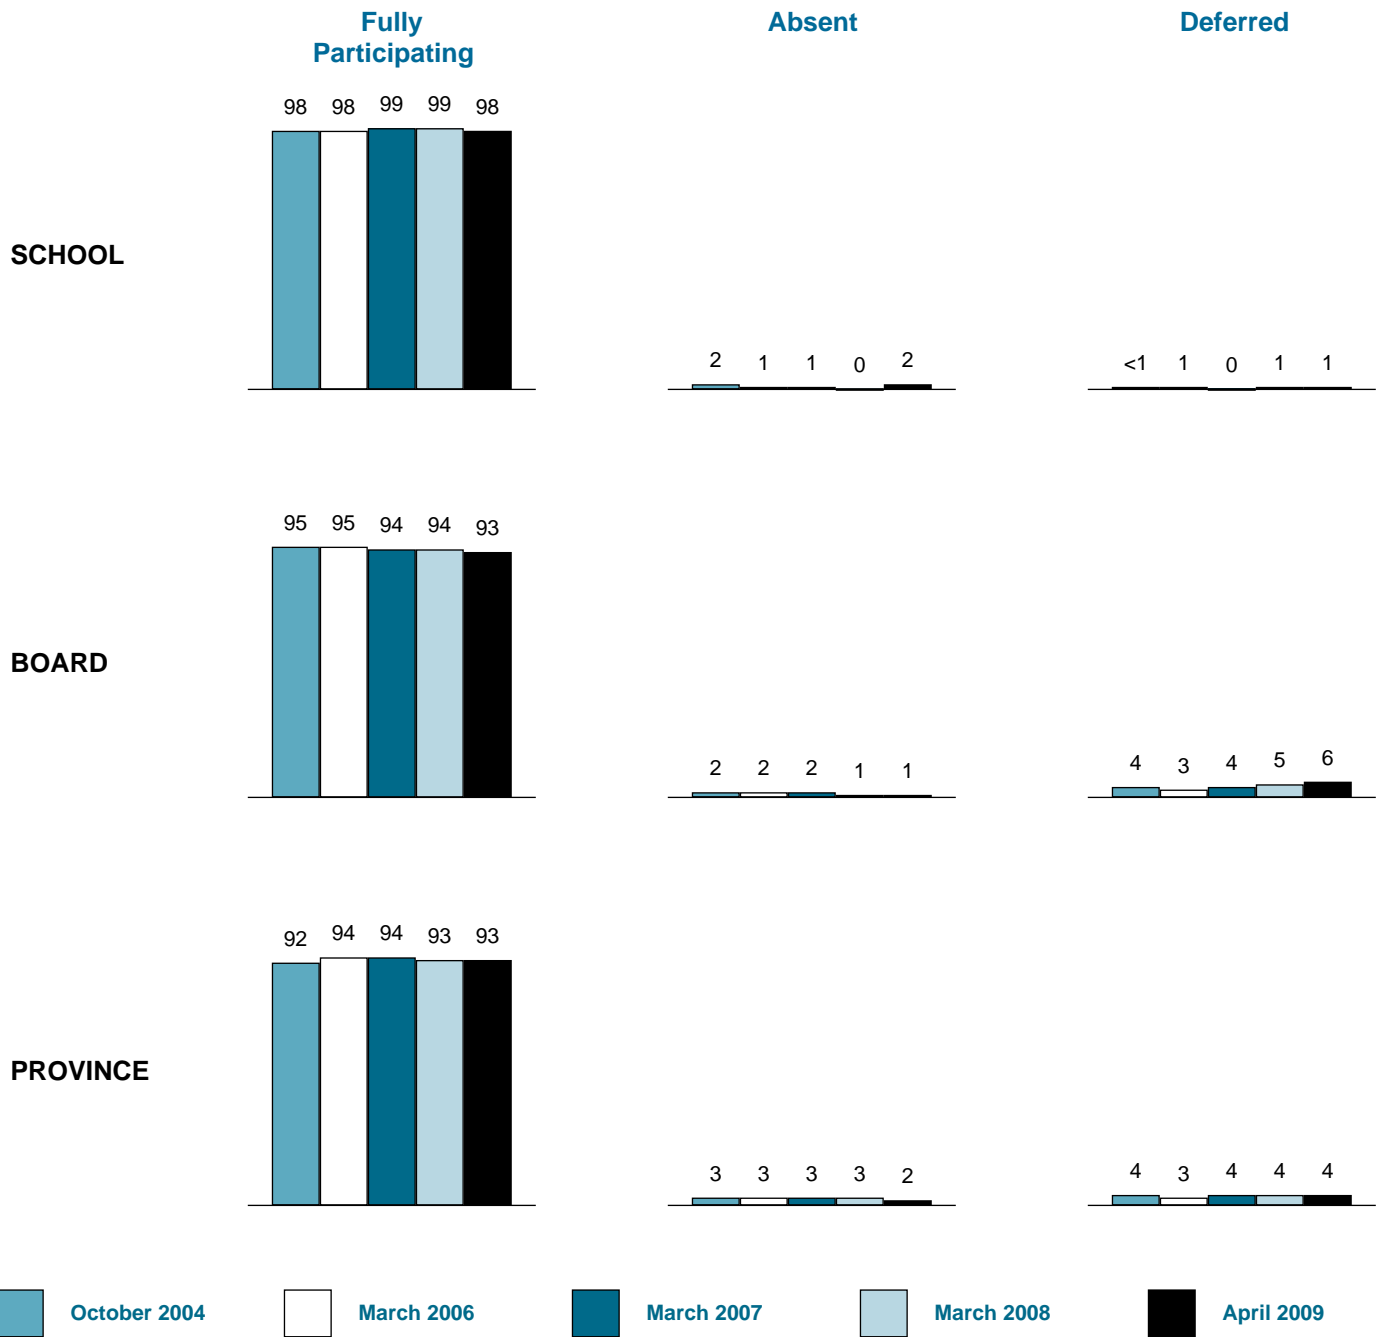 Fully
Participating
Absent
Deferred
SCHOOL
98 98 99 99 98
2 1 1 0 2
<1 1 0 1 1
BOARD
95 95 94 94 93
2 2 2 1 1
4 3 4 5 6
PROVINCE
92 94 94 93 93
3 3 3 3 2
4 3 4 4 4
October 2004
March 2006
March 2007
March 2008
April 2009